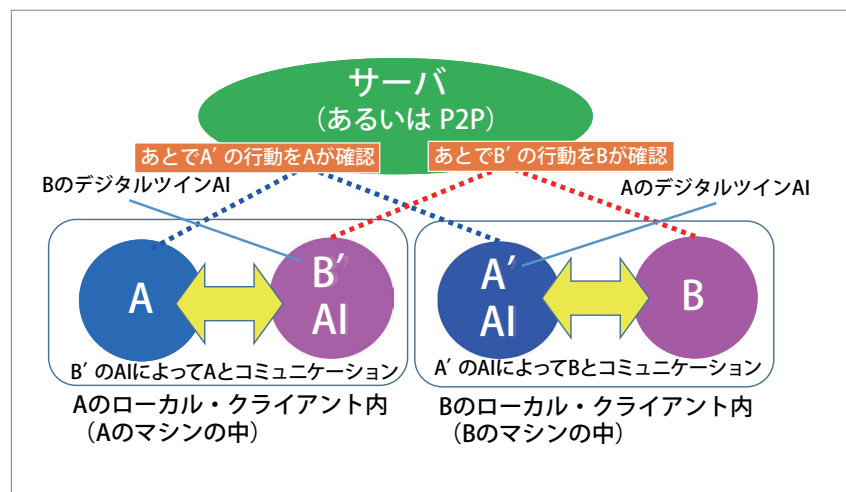 サーバ
（あるいは P2P）
あとでA′ の行動をAが確認
あとでB′ の行動をBが確認
BのデジタルツインAI
AのデジタルツインAI
A
B′
AI
A′
AI
B
B′ のAIによってAとコミュニケーション
A′ のAIによってBとコミュニケーション
Aのローカル・クライアント内
（Aのマシンの中）
Bのローカル・クライアント内
（Bのマシンの中）